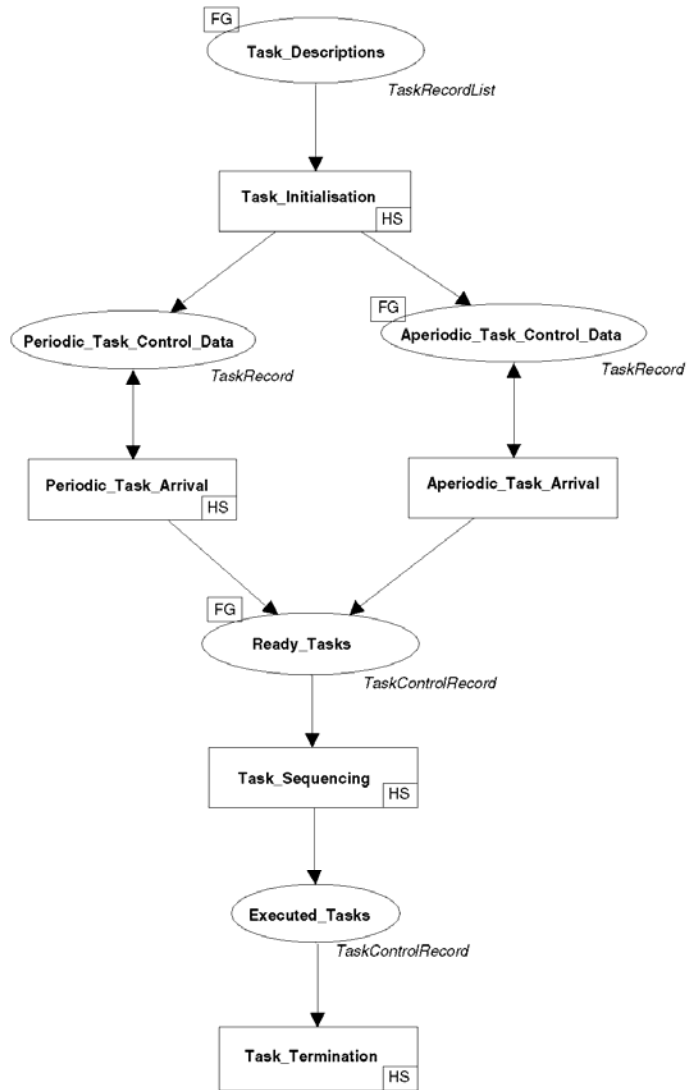 FG
Task_Descriptions
TaskRecordList
Task_Initialisation
HS
Periodic_Task_Control_Data
TaskRecord
FG
Aperiodic_Task_Control_Data
TaskRecord
Periodic_Task_Arrival
HS
Aperiodic_Task_Arrival
FG
Ready_Tasks
TaskControlRecord
Task_Sequencing
HS
Executed_Tasks
TaskControlRecord
Task_Termination
HS